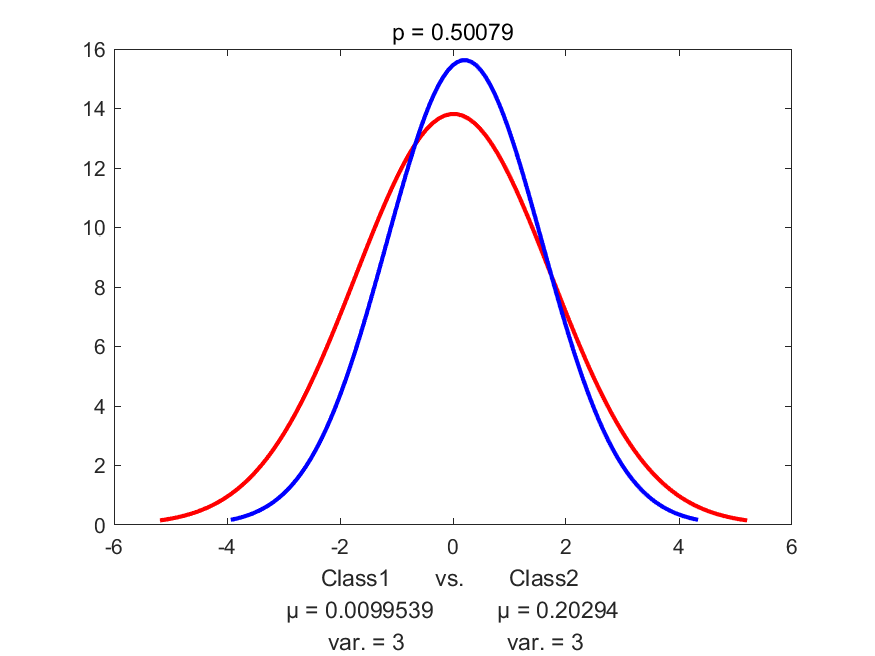 p = 0.50079
16
14
12
10
8
6
4
2
0
-6 -4 -2 0 2 4 6
Class1 vs. Class2
μ = 0.0099539 μ = 0.20294
var. = 3 var. = 3